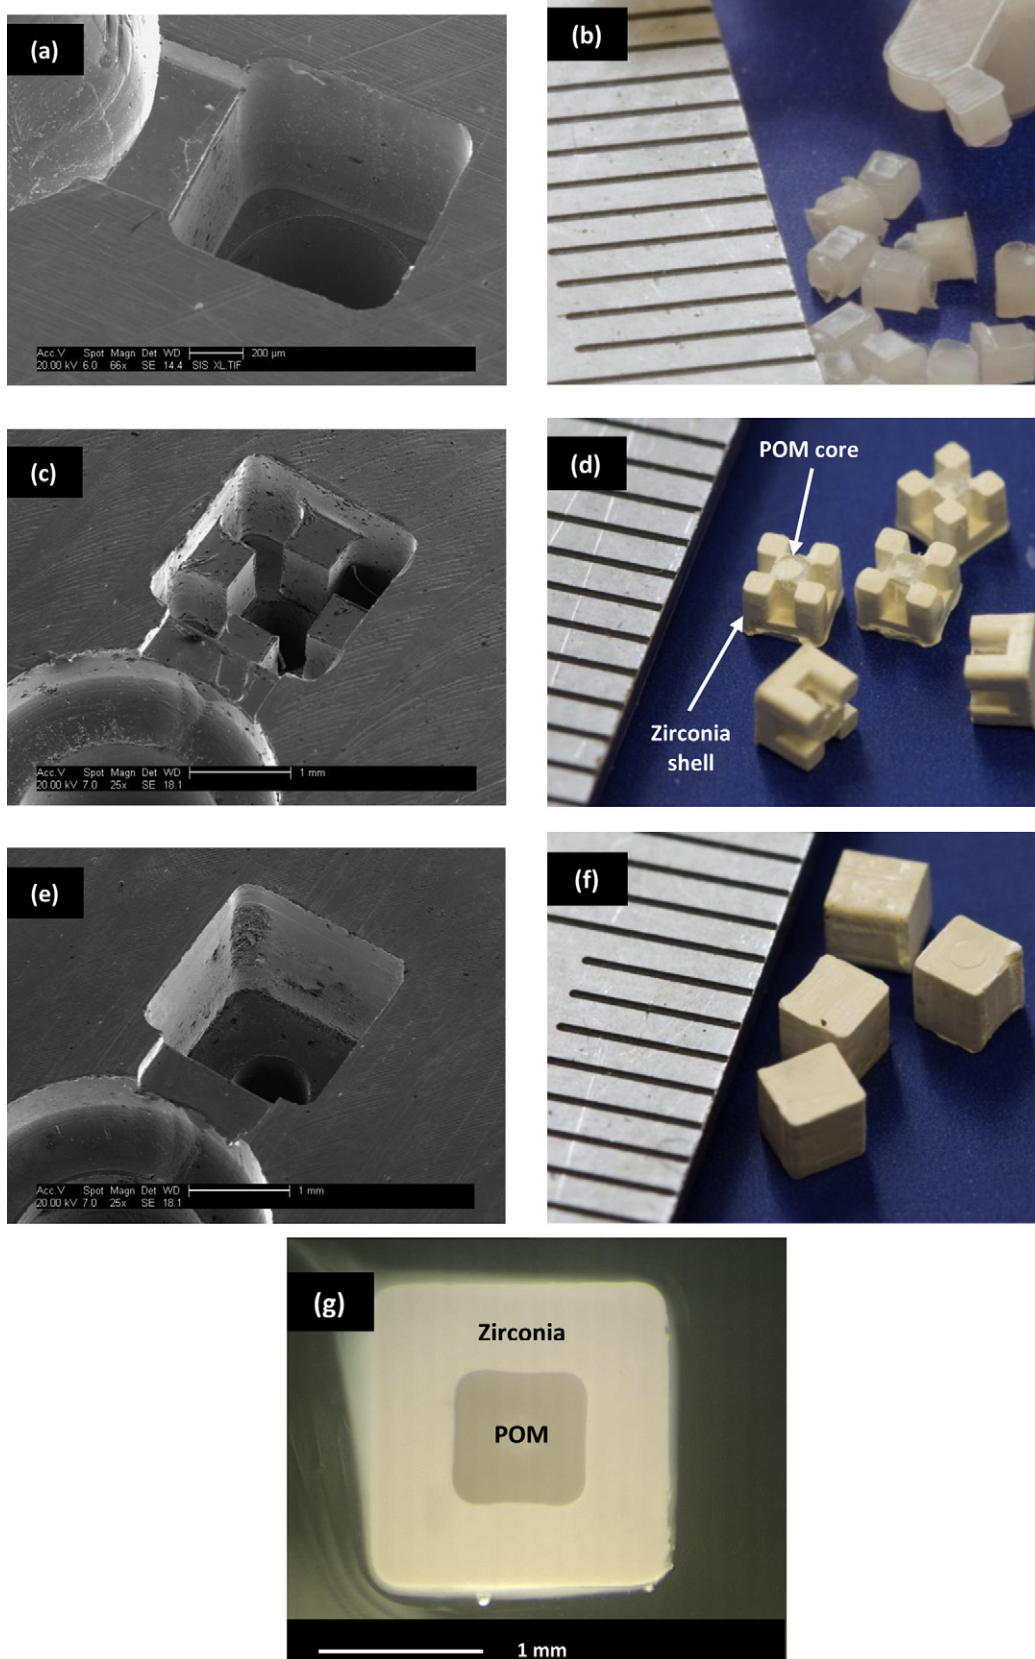 (a)
Acc.V Spot Magn Det WD 200 µm
20.00 kV 6.0 66x SE 14.4 SIS XL.TIF
(b)
(c)
Acc.V Spot Magn Det WD 1 mm
20.00 kV 7.0 25x SE 18.1
(d)
POM core
Zirconia
shell
(e)
Acc.V Spot Magn Det WD 1 mm
20.00 kV 7.0 25x SE 18.1
(f)
(g)
Zirconia
POM
1 mm